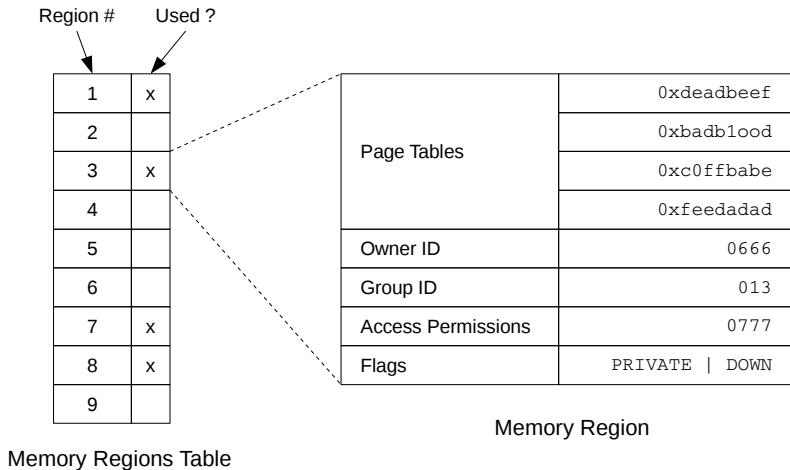 Region # Used ?
1 x
2
3 x
4
5
6
7 x
8 x
9
Memory Regions Table
Page Tables
0xdeadbeef
0xbadb1ood
0xc0ffbabe
0xfeedadad
Owner ID 0666
Group ID 013
Access Permissions 0777
Flags PRIVATE | DOWN
Memory Region